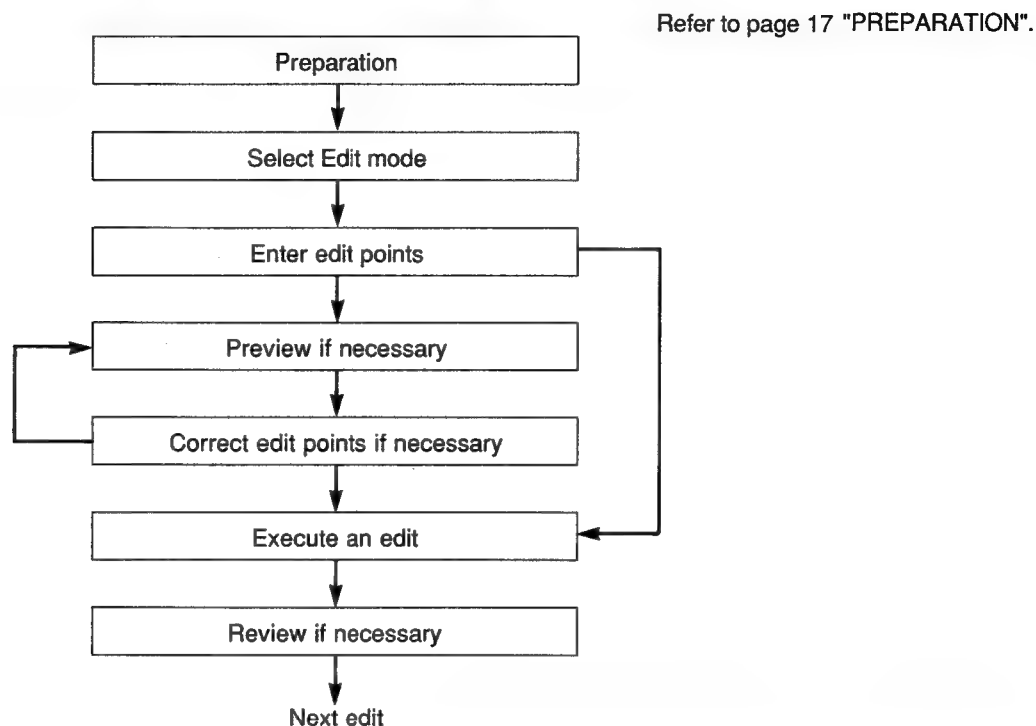 Refer to page 17 "PREPARATION".
Preparation
Select Edit mode
Enter edit points
Preview if necessary
Correct edit points if necessary
Execute an edit
Review if necessary
Next edit